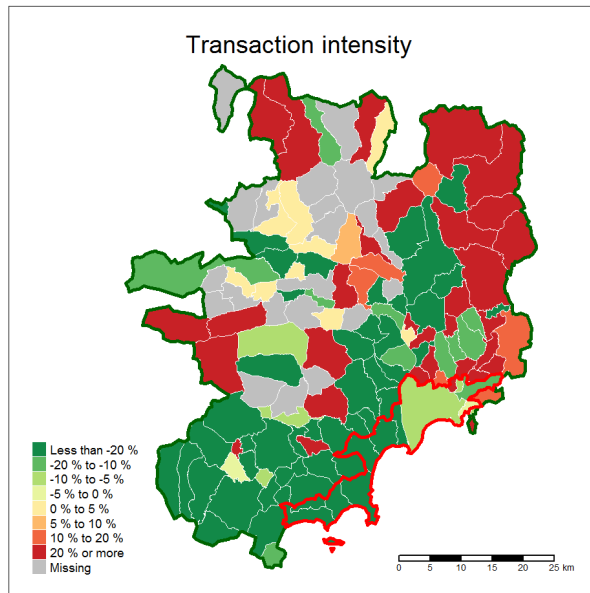 Transaction intensity
Less than -20 %
-20 % to -10 %
-10 % to -5 %
-5 % to 0 %
0 % to 5 %
5 % to 10 %
10 % to 20 %
20 % or more
Missing
0 5 10 15 20 25 km